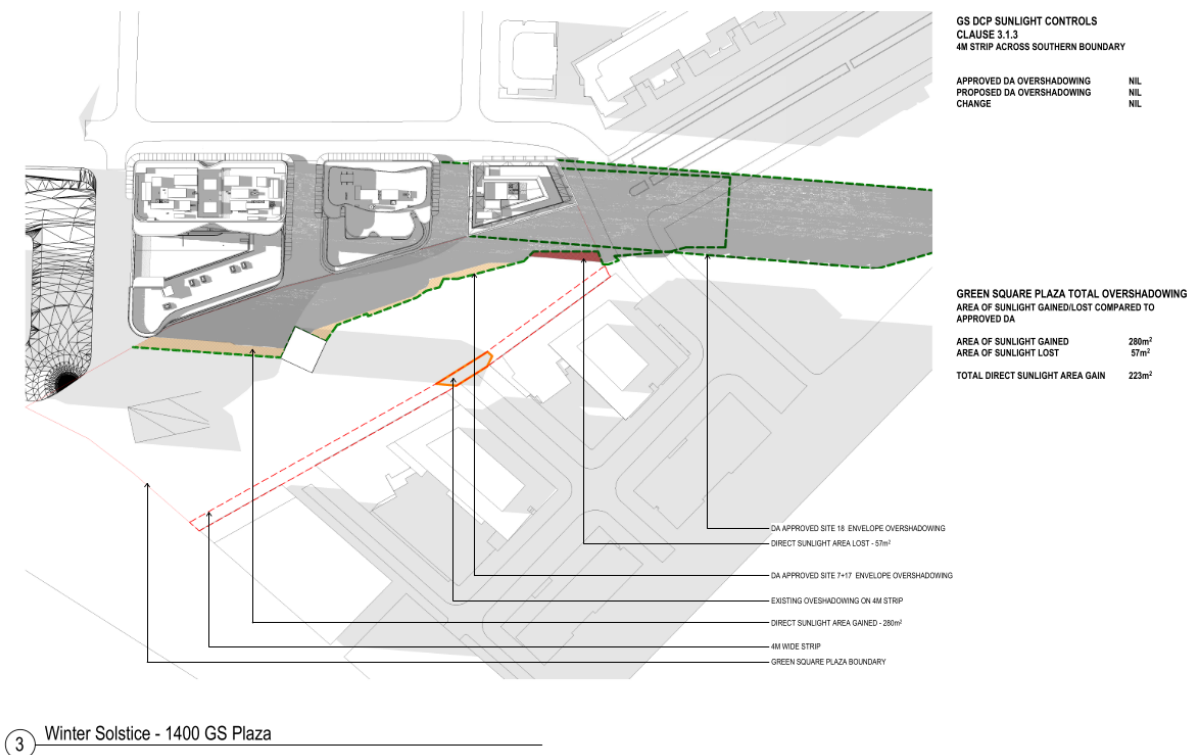 GS DCP SUNLIGHT CONTROLS
CLAUSE 3.1.3
4M STRIP ACROSS SOUTHERN BOUNDARY
APPROVED DA OVERSHADOWING NIL
PROPOSED DA OVERSHADOWING NIL
CHANGE NIL
GREEN SQUARE PLAZA TOTAL OVERSHADOWING
AREA OF SUNLIGHT GAINED/LOST COMPARED TO
APPROVED DA
AREA OF SUNLIGHT GAINED 280m²
AREA OF SUNLIGHT LOST 57m²
TOTAL DIRECT SUNLIGHT AREA GAIN 223m²
DA APPROVED SITE 18 ENVELOPE OVERSHADOWING
DIRECT SUNLIGHT AREA LOST - 57m²
DA APPROVED SITE 7+17 ENVELOPE OVERSHADOWING
EXISTING OVESHADOWING ON 4M STRIP
DIRECT SUNLIGHT AREA GAINED - 280m²
4M WIDE STRIP
GREEN SQUARE PLAZA BOUNDARY
3 Winter Solstice - 1400 GS Plaza